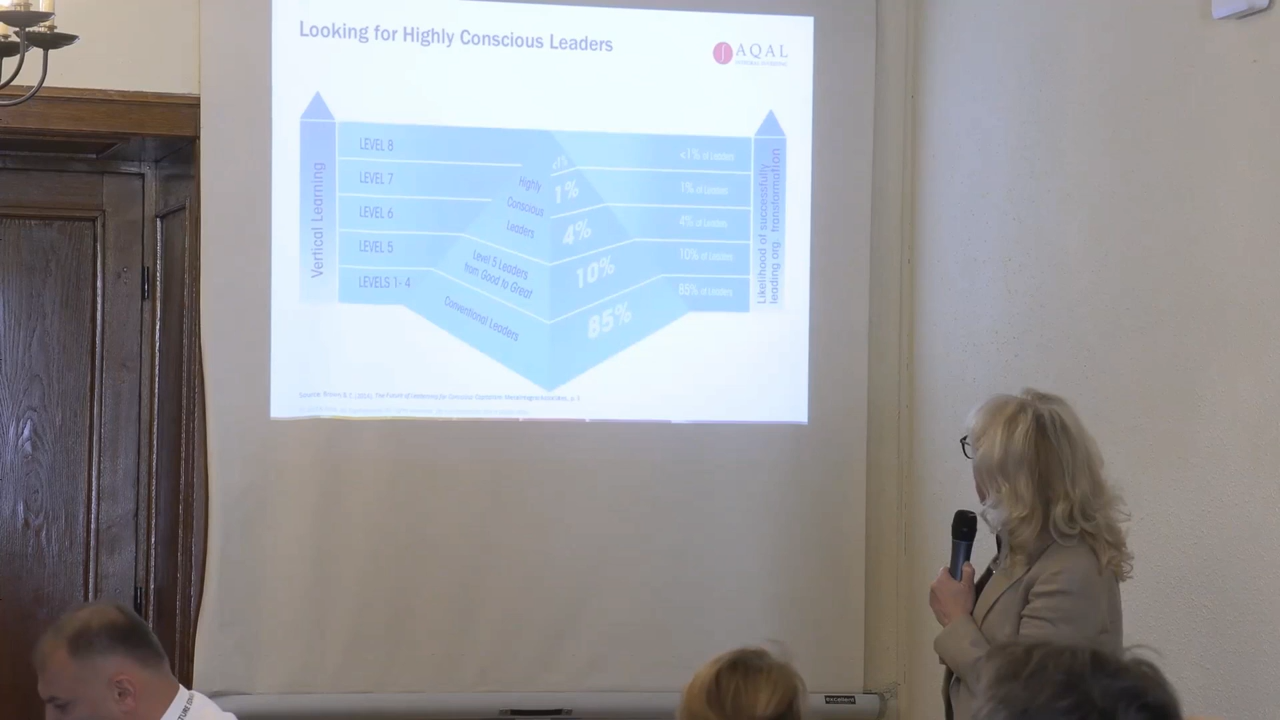 Looking for Highly Conscious Leaders
AQAL
Vertical Learning
LEVEL 8
LEVEL 7
LEVEL 6
LEVEL 5
LEVELS 1-4
Highly
Conscious
Leaders
Level 5 Leaders
from Good to Great
Conventional Leaders
<1%
1%
4%
10%
85%
<1% of Leaders
1% of Leaders
4% of Leaders
10% of Leaders
85% of Leaders
Likelihood of successfully
leading org. transformation